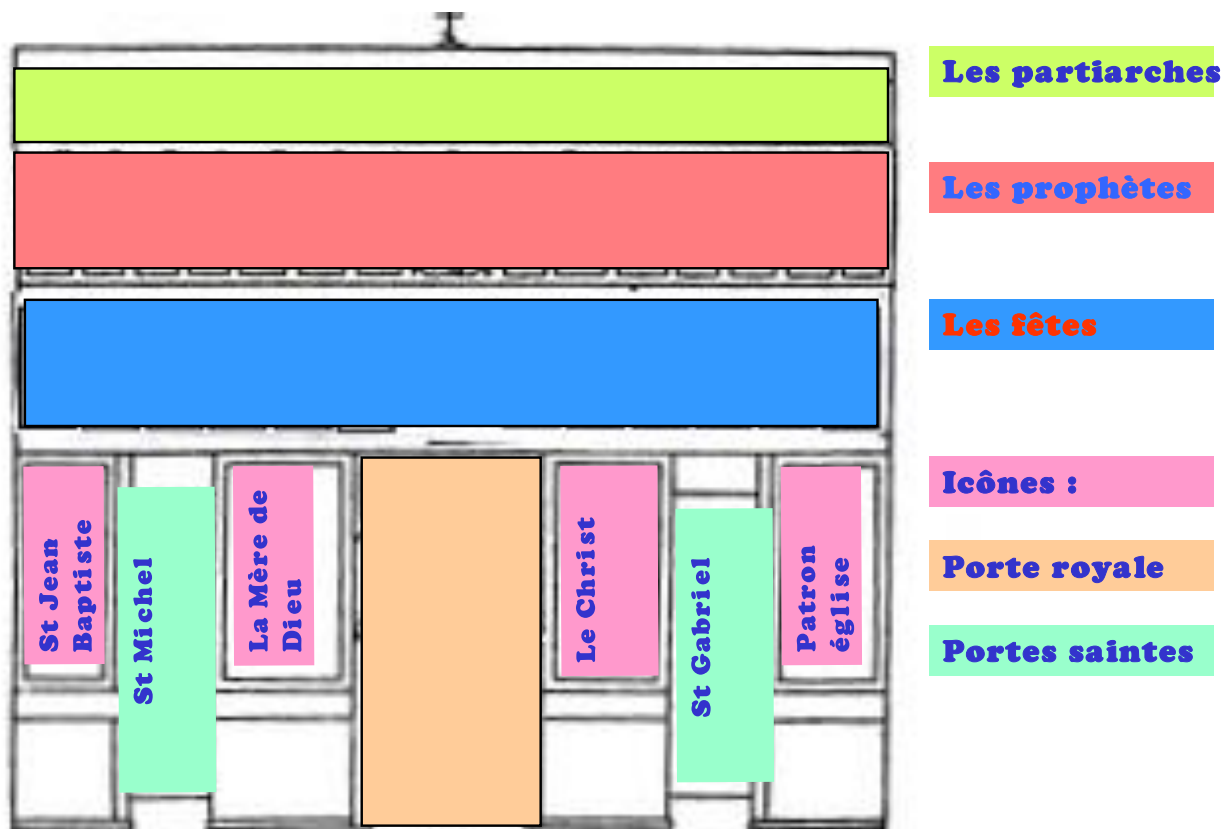 Les partiarches
Les prophètes
Les fêtes
Icônes :
Porte royale
Portes saintes
St Jean
Baptiste
St Michel
La Mère de
Dieu
Le Christ
St Gabriel
Patron
église